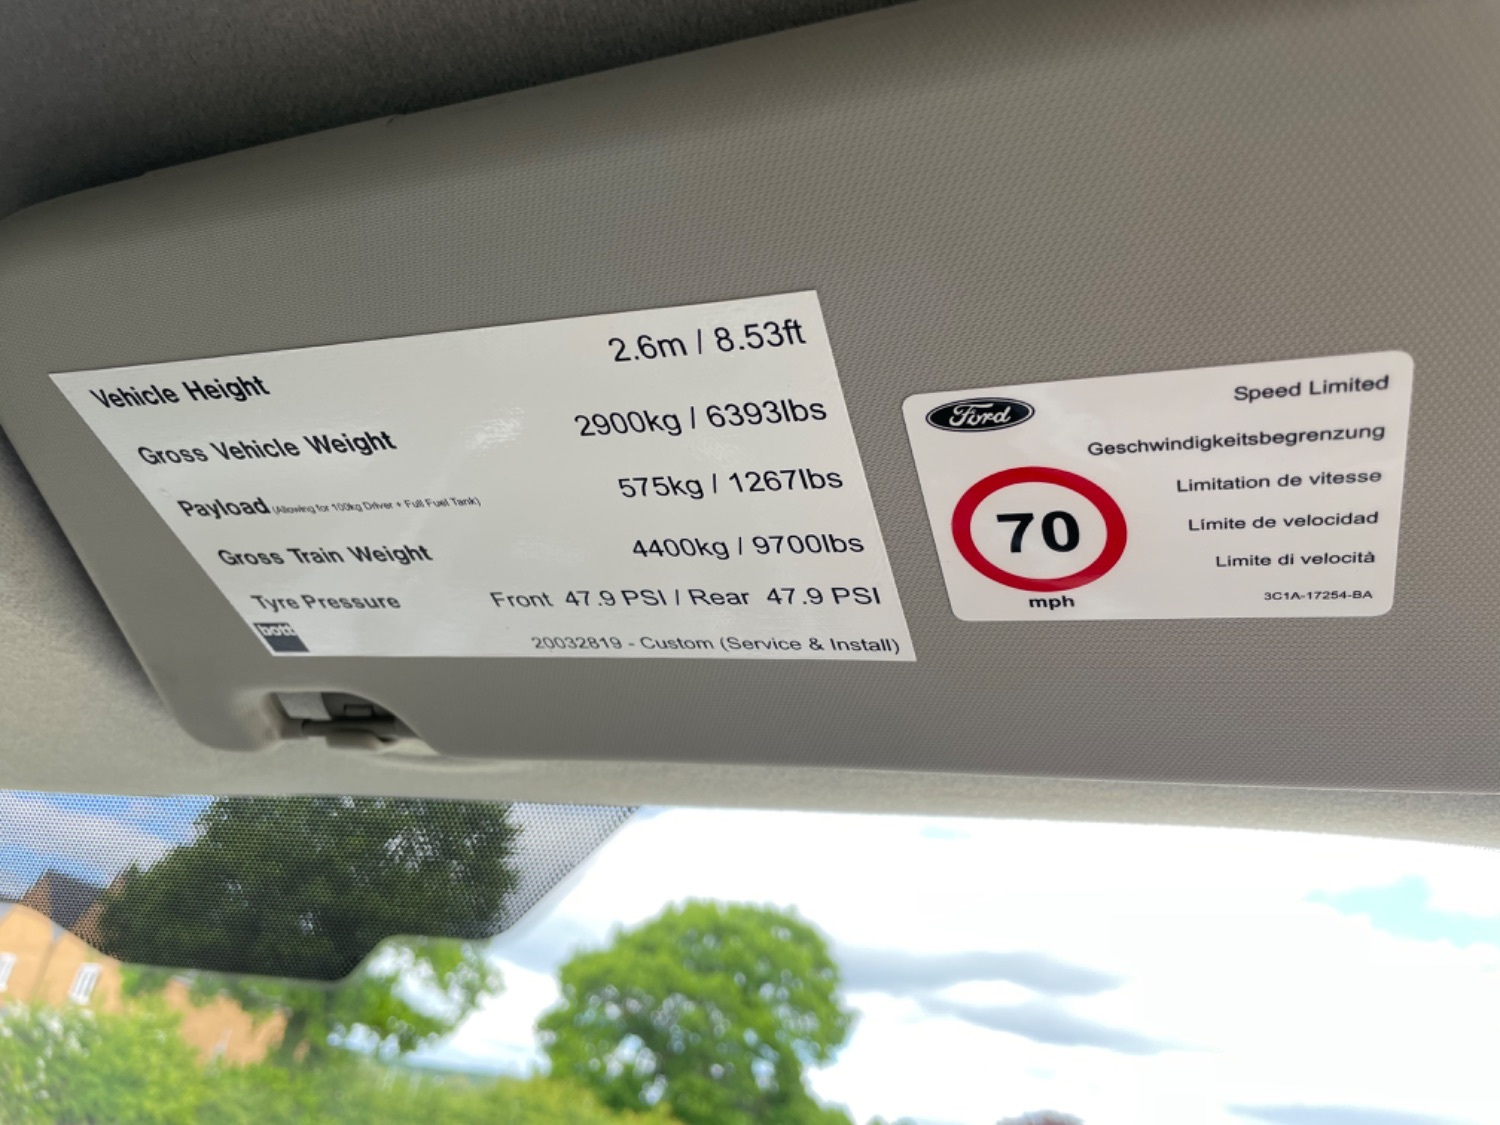 Vehicle Height 2.6m / 8.53ft
Gross Vehicle Weight 2900kg / 6393lbs
Payload (Allowing for 100kg Driver + Full Fuel Tank) 575kg / 1267lbs
Gross Train Weight 4400kg / 9700lbs
Tyre Pressure Front 47.9 PSI / Rear 47.9 PSI
bott
20032819 - Custom (Service & Install)
Ford
Speed Limited
Geschwindigkeitsbegrenzung
Limitation de vitesse
Límite de velocidad
Limite di velocità
70
mph
3C1A-17254-BA